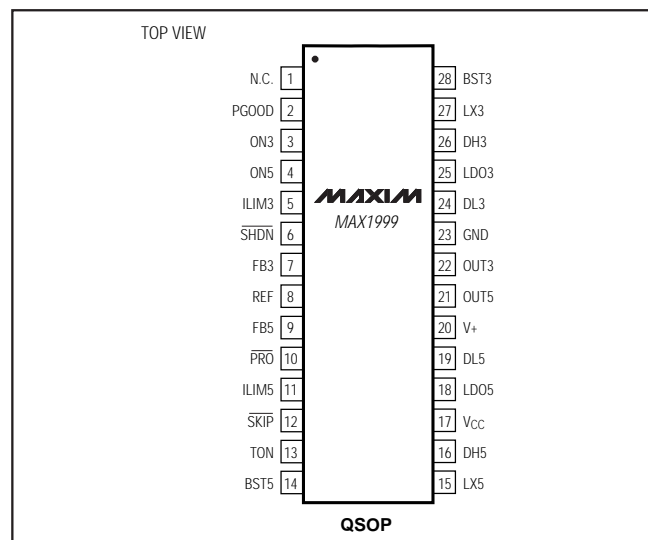 TOP VIEW
N.C. 1
PGOOD 2
ON3 3
ON5 4
ILIM3 5
SHDN 6
FB3 7
REF 8
FB5 9
PRO 10
ILIM5 11
SKIP 12
TON 13
BST5 14
MAXIM
MAX1999
28 BST3
27 LX3
26 DH3
25 LDO3
24 DL3
23 GND
22 OUT3
21 OUT5
20 V+
19 DL5
18 LDO5
17 VCC
16 DH5
15 LX5
QSOP